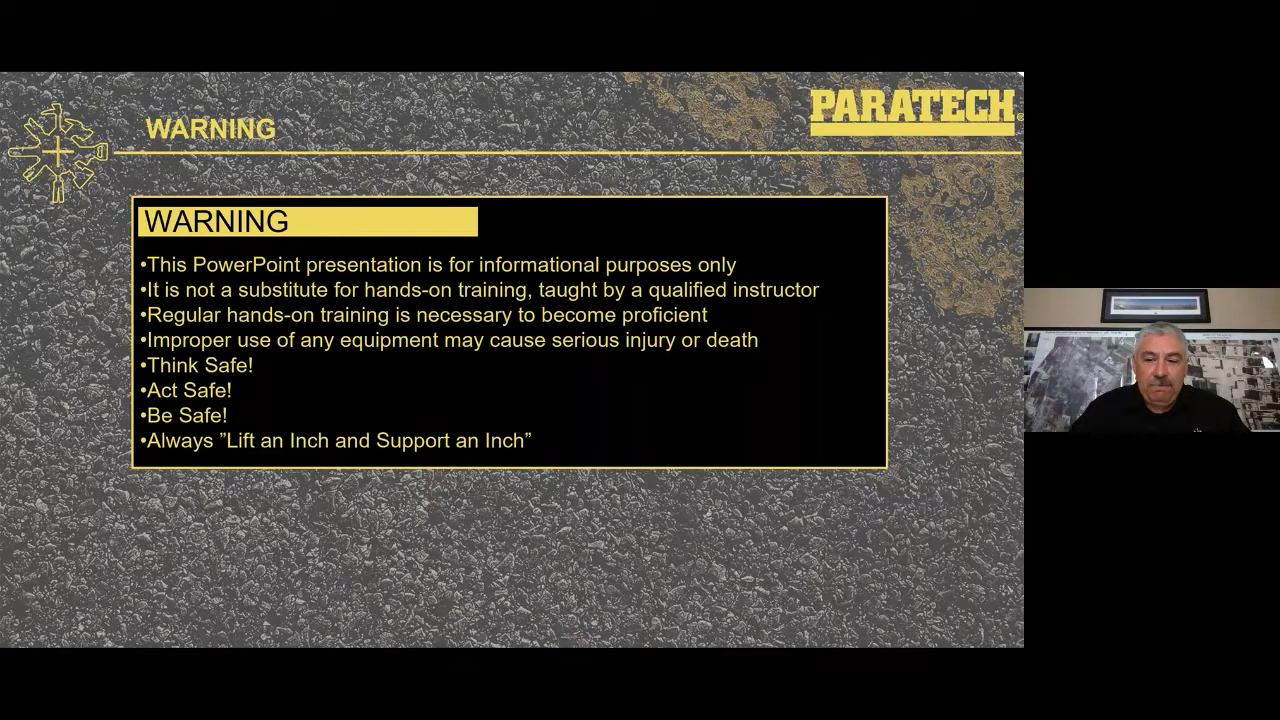 PARATECH
WARNING
WARNING
•This PowerPoint presentation is for informational purposes only
•It is not a substitute for hands-on training, taught by a qualified instructor
•Regular hands-on training is necessary to become proficient
•Improper use of any equipment may cause serious injury or death
•Think Safe!
•Act Safe!
•Be Safe!
•Always ”Lift an Inch and Support an Inch”